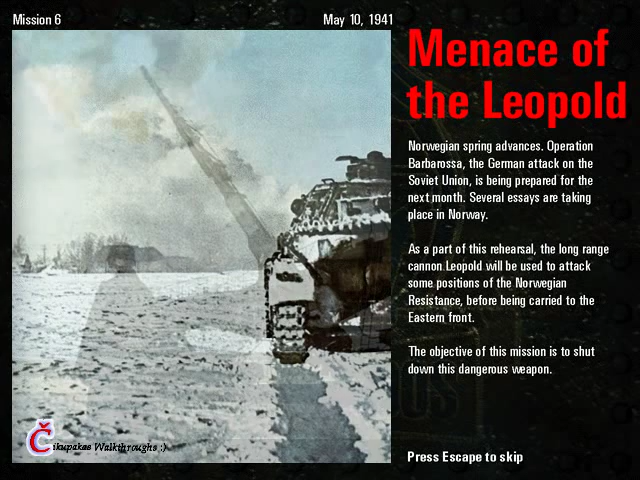 Mission 6
May 10, 1941
Menace of
the Leopold
Norwegian spring advances. Operation
Barbarossa, the German attack on the
Soviet Union, is being prepared for the
next month. Several essays are taking
place in Norway.
As a part of this rehearsal, the long range
cannon Leopold will be used to attack
some positions of the Norwegian
Resistance, before being carried to the
Eastern front.
The objective of this mission is to shut
down this dangerous weapon.
Čikupakas Walkthroughs ;)
Press Escape to skip